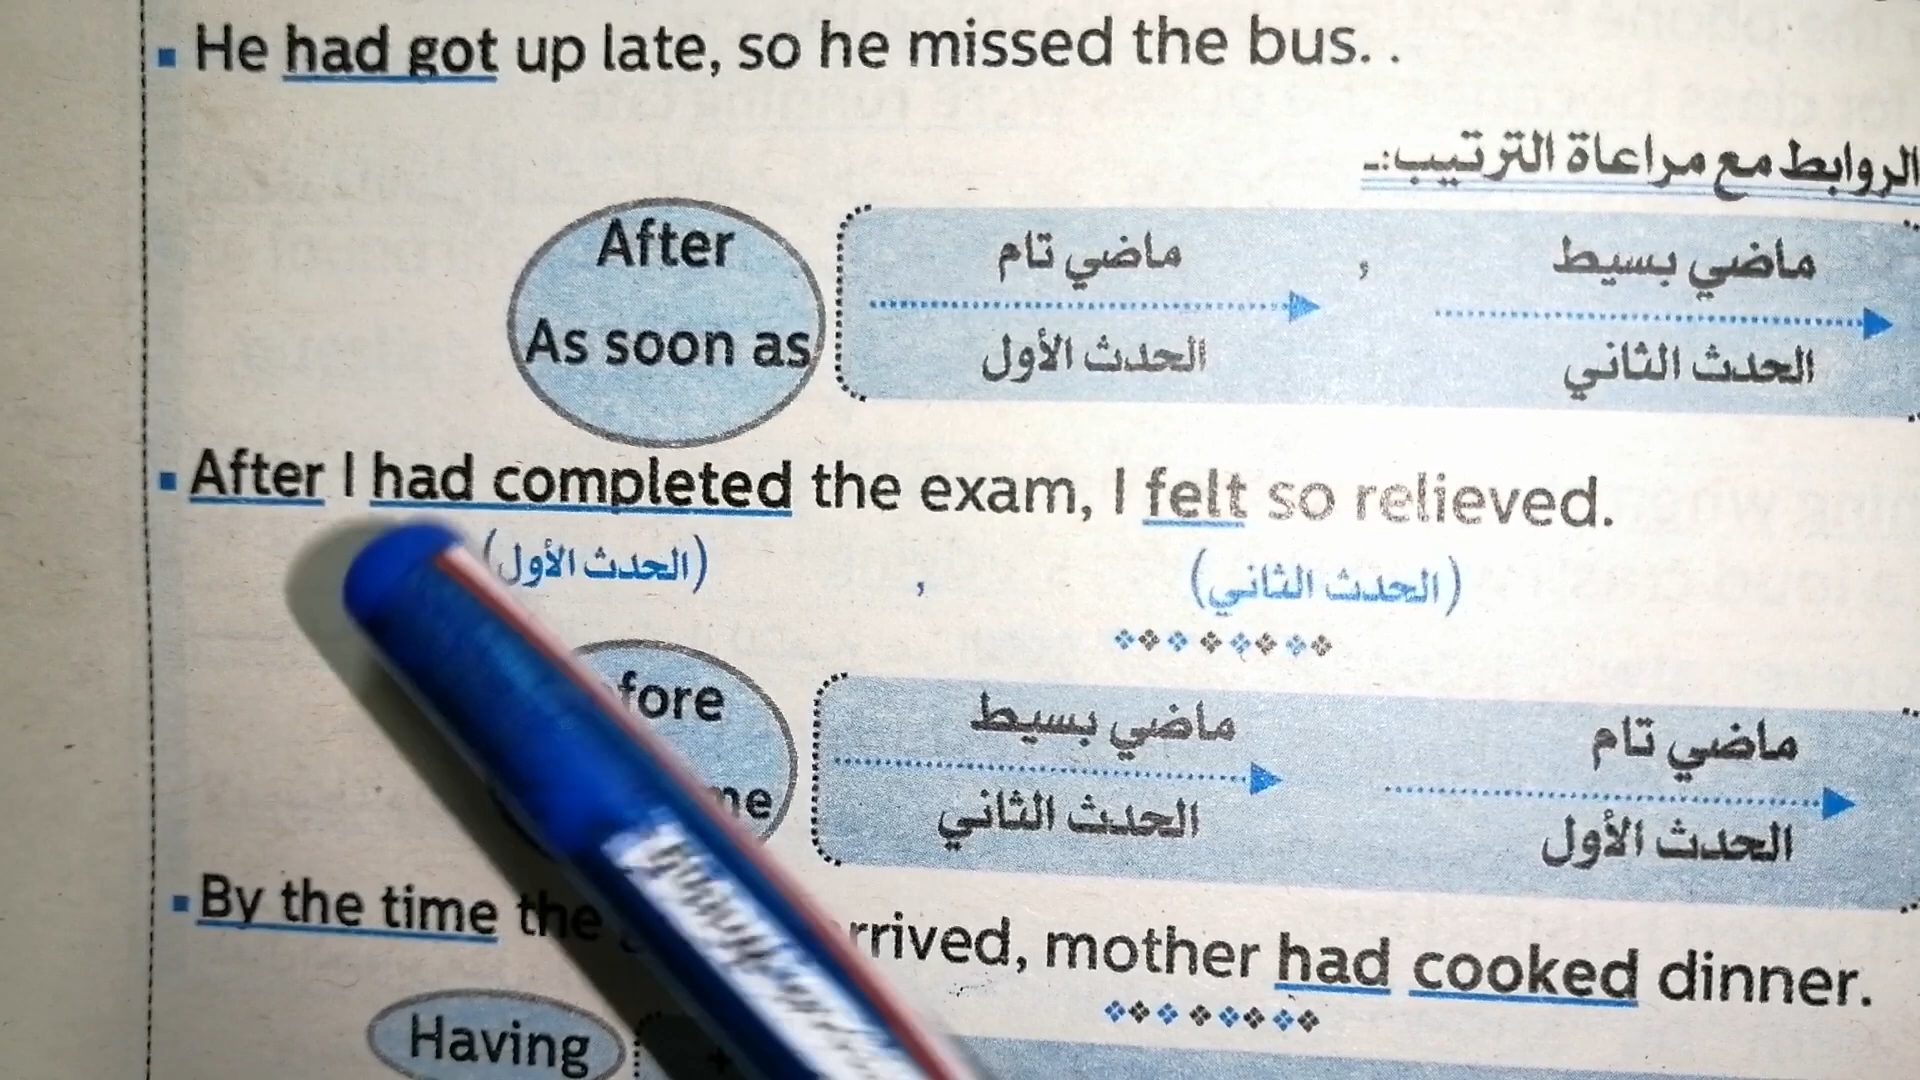 ▪ He had got up late, so he missed the bus. .
الروابط مع مراعاة الترتيب:ـ
After
ماضي تام , ماضي بسيط
As soon as
الحدث الأول الحدث الثاني
▪ After I had completed the exam, I felt so relieved.
(الحدث الأول) , (الحدث الثاني)
fore
ماضي بسيط ماضي تام
me
الحدث الثاني الحدث الأول
▪ By the time the rrived, mother had cooked dinner.
Having +